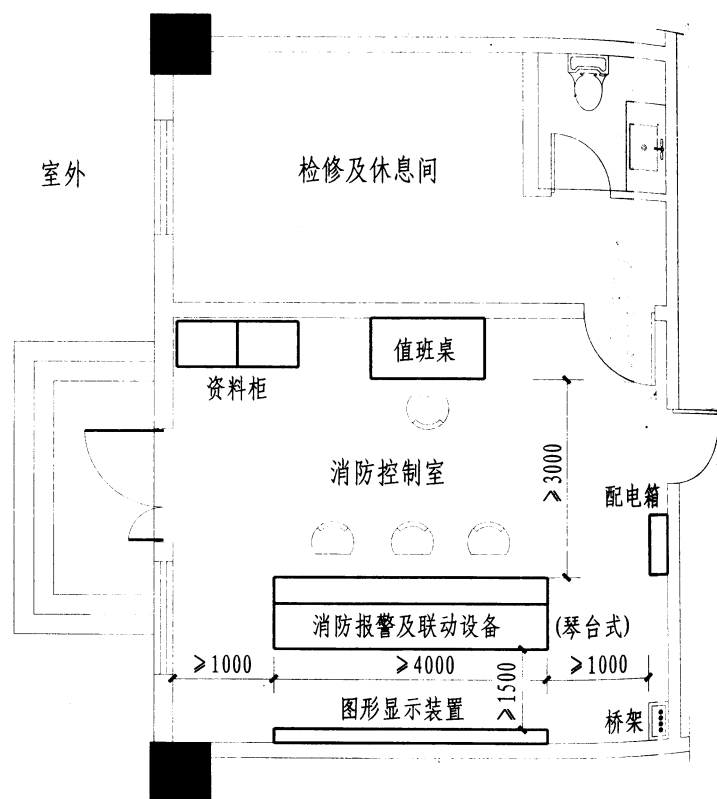 室外
检修及休息间
值班桌
资料柜
消防控制室
≥3000
配电箱
消防报警及联动设备
(琴台式)
≥1000
≥4000
≥1000
≥1500
图形显示装置
桥架